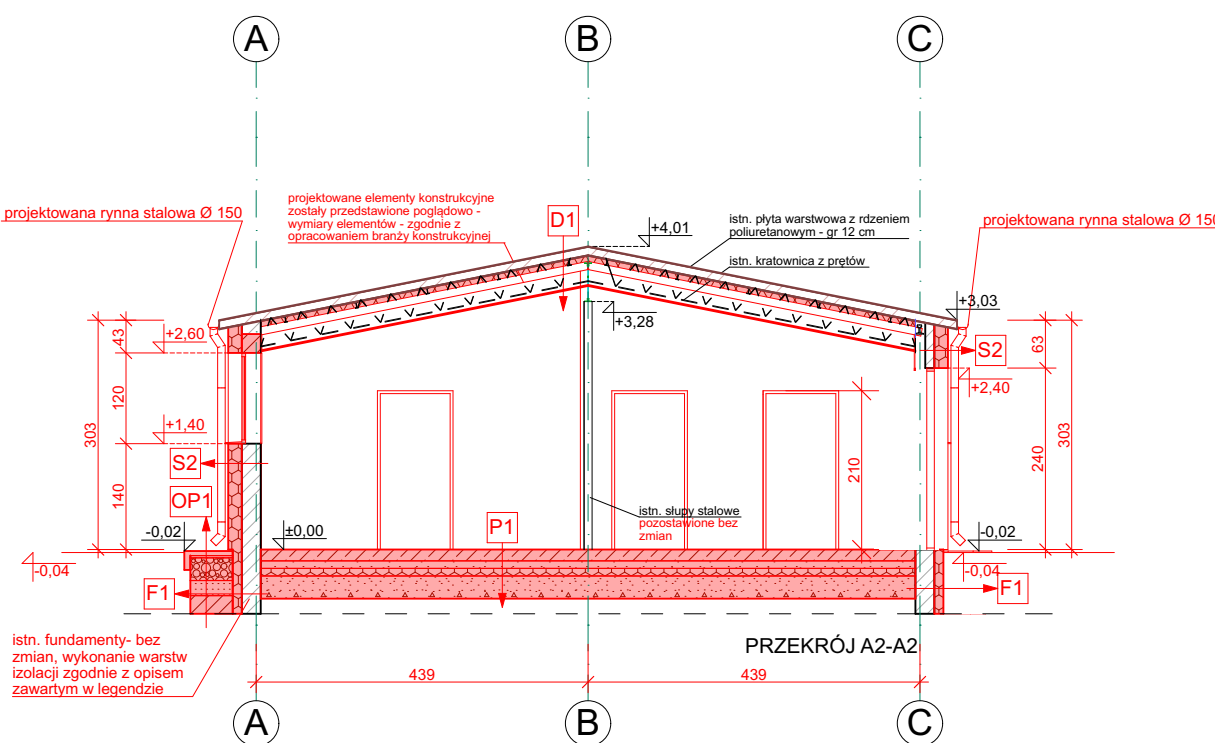 A
B
C
projektowana rynna stalowa Ø 150
projektowane elementy konstrukcyjne
zostały przedstawione poglądowo -
wymiary elementów - zgodnie z
opracowaniem branży konstrukcyjnej
D1
+4,01
istn. płyta warstwowa z rdzeniem
poliuretanowym - gr 12 cm
istn. kratownica z prętów
projektowana rynna stalowa Ø 150
+3,03
+3,28
43
+2,60
63
S2
+2,40
120
303
+1,40
S2
140
OP1
210
240
303
istn. słupy stalowe
pozostawione bez
zmian
P1
-0,02
±0,00
-0,02
-0,04
-0,04
F1
F1
istn. fundamenty- bez
zmian, wykonanie warstw
izolacji zgodnie z opisem
zawartym w legendzie
PRZEKRÓJ A2-A2
439
439
A
B
C